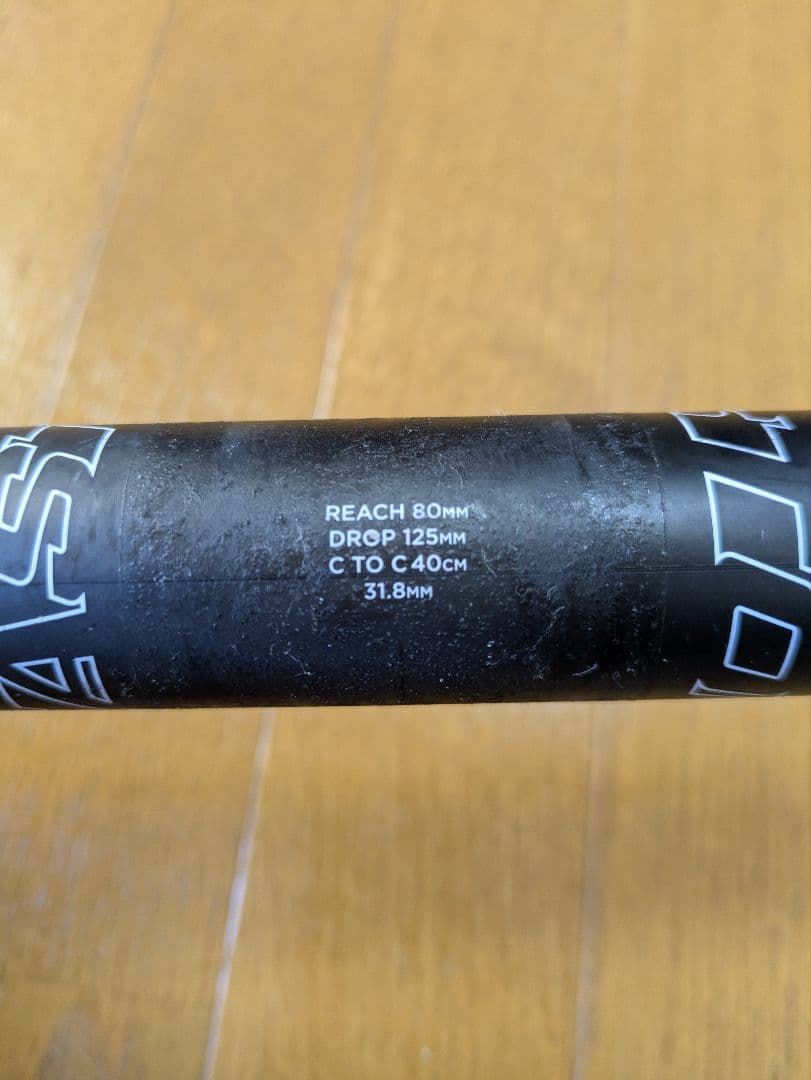 REACH 80MM
DROP 125MM
C TO C 40CM
31.8MM